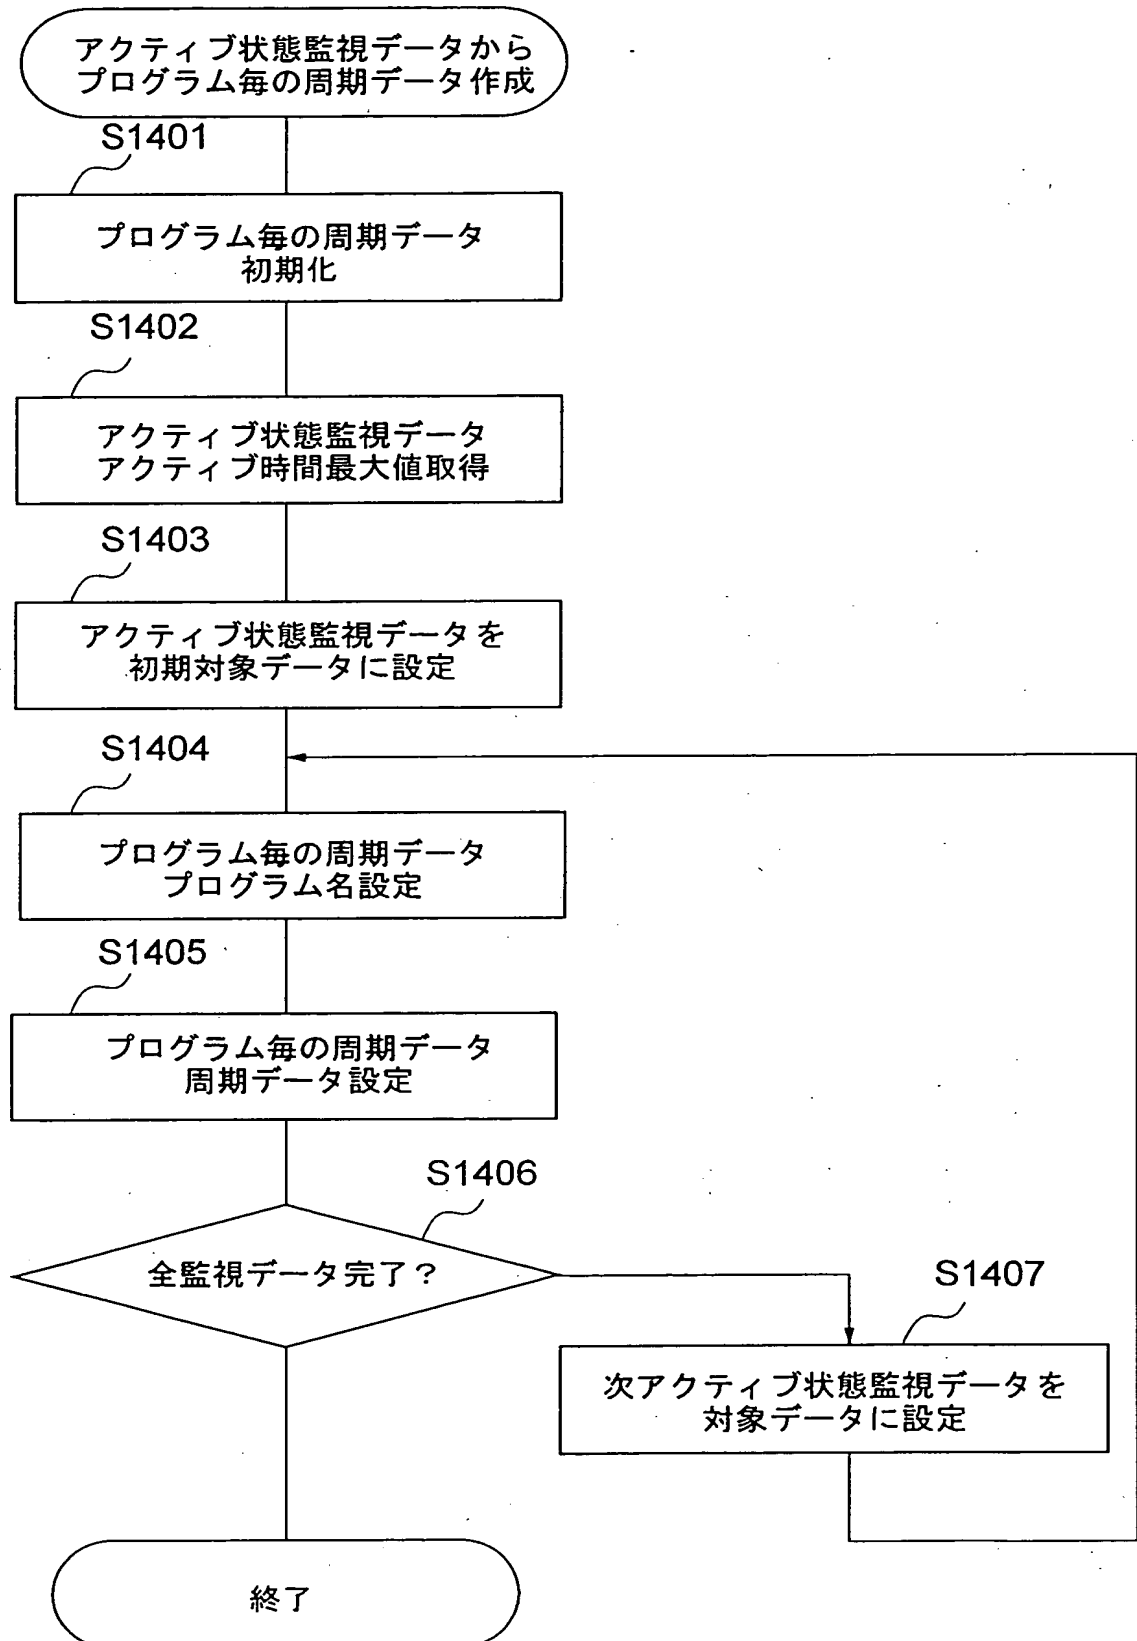 アクティブ状態監視データから
プログラム毎の周期データ作成
S1401
プログラム毎の周期データ
初期化
S1402
アクティブ状態監視データ
アクティブ時間最大値取得
S1403
アクティブ状態監視データを
初期対象データに設定
S1404
プログラム毎の周期データ
プログラム名設定
S1405
プログラム毎の周期データ
周期データ設定
S1406
全監視データ完了？
S1407
次アクティブ状態監視データを
対象データに設定
終了